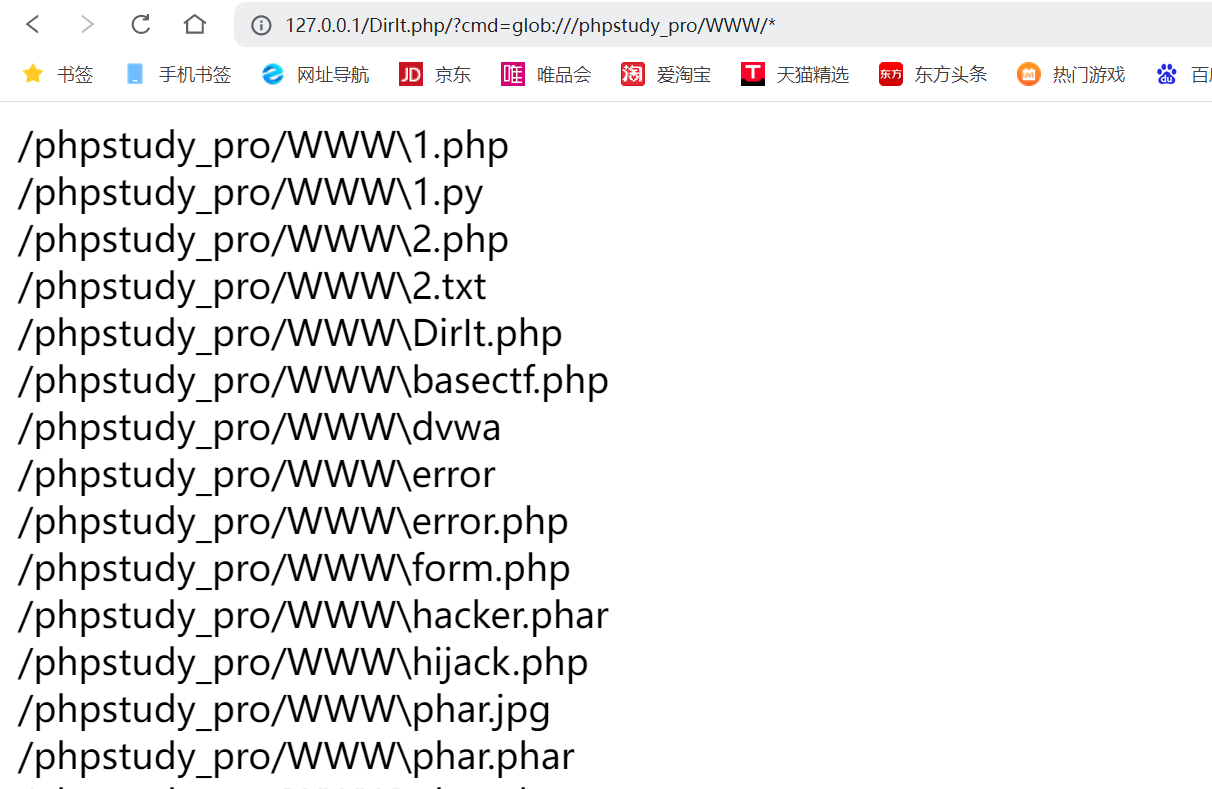 127.0.0.1/DirIt.php/?cmd=glob:///phpstudy_pro/WWW/*
书签 手机书签 网址导航 JD 京东 唯 唯品会 淘 爱淘宝 T 天猫精选 东方 东方头条 热门游戏 du
/phpstudy_pro/WWW\1.php
/phpstudy_pro/WWW\1.py
/phpstudy_pro/WWW\2.php
/phpstudy_pro/WWW\2.txt
/phpstudy_pro/WWW\DirIt.php
/phpstudy_pro/WWW\basectf.php
/phpstudy_pro/WWW\dvwa
/phpstudy_pro/WWW\error
/phpstudy_pro/WWW\error.php
/phpstudy_pro/WWW\form.php
/phpstudy_pro/WWW\hacker.phar
/phpstudy_pro/WWW\hijack.php
/phpstudy_pro/WWW\phar.jpg
/phpstudy_pro/WWW\phar.phar